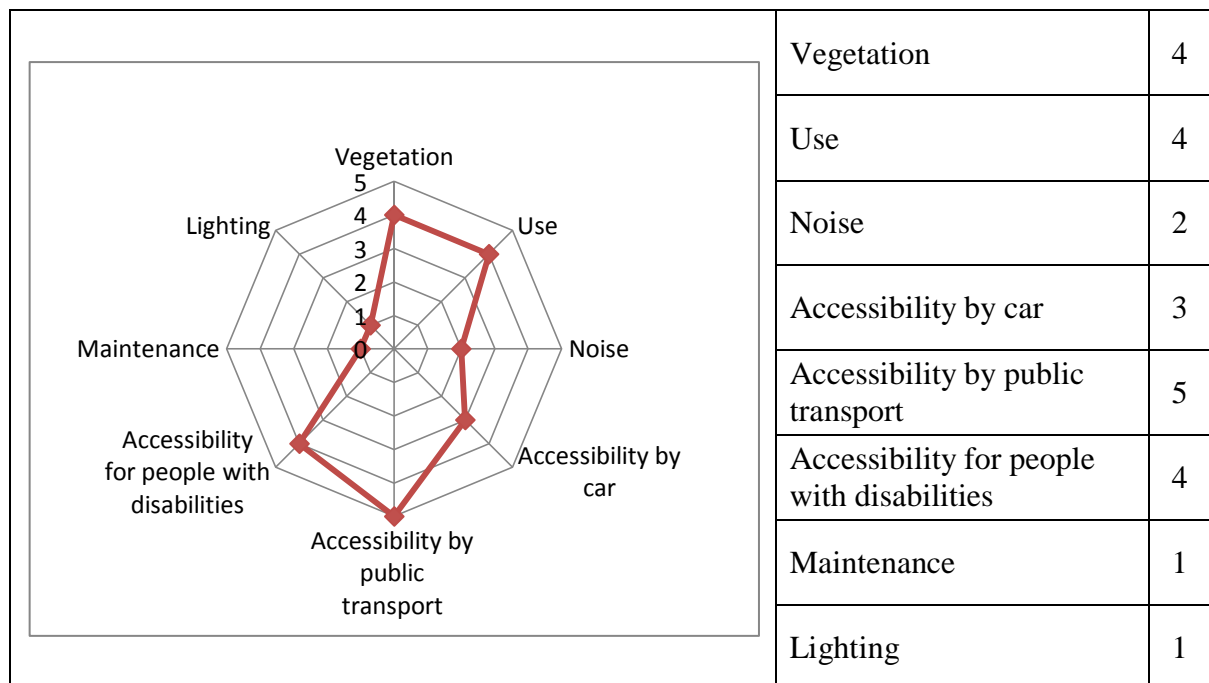 Vegetation
5
4
3
2
1
0
Lighting
Use
Maintenance
Noise
Accessibility
for people with
disabilities
Accessibility by
car
Accessibility by
public
transport
Vegetation 4
Use 4
Noise 2
Accessibility by car 3
Accessibility by public
transport
5
Accessibility for people
with disabilities
4
Maintenance 1
Lighting 1